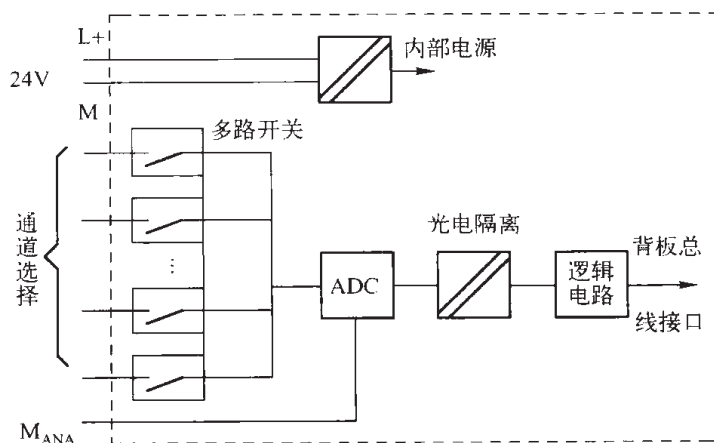 L+
内部电源
24V
M
多路开关
通道选择
光电隔离
背板总
ADC
逻辑
电路
线接口
⋮
M_ANA